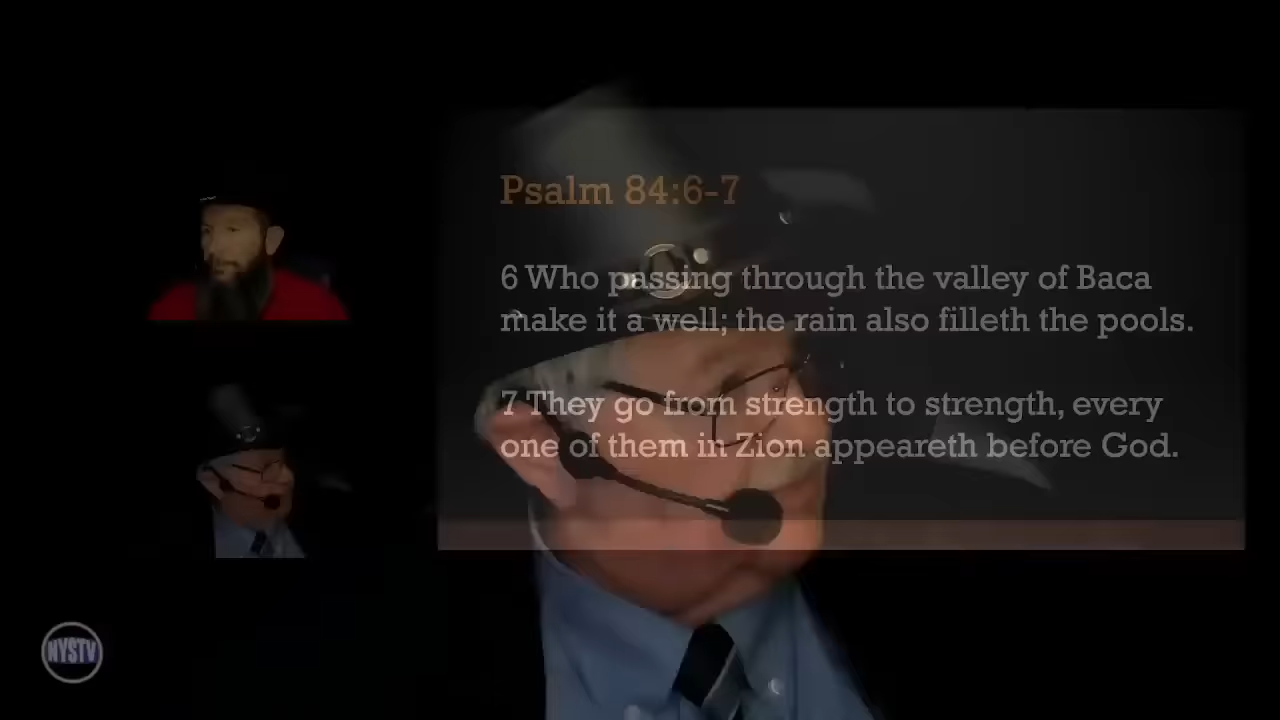 Psalm 84:6-7
6 Who passing through the valley of Baca
make it a well; the rain also filleth the pools.
7 They go from strength to strength, every
one of them in Zion appeareth before God.
NYSTV